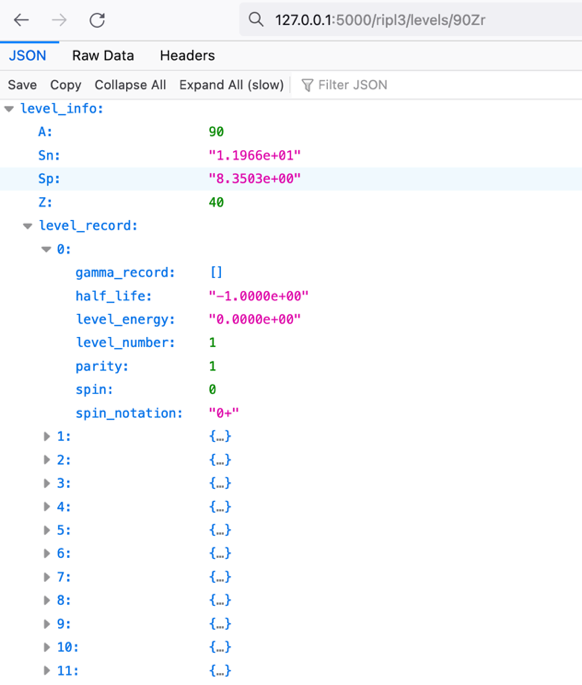 127.0.0.1:5000/ripl3/levels/90Zr
JSON Raw Data Headers
Save Copy Collapse All Expand All (slow) Filter JSON
level_info:
A: 90
Sn: "1.1966e+01"
Sp: "8.3503e+00"
Z: 40
level_record:
0:
gamma_record: []
half_life: "-1.0000e+00"
level_energy: "0.0000e+00"
level_number: 1
parity: 1
spin: 0
spin_notation: "0+"
1: {…}
2: {…}
3: {…}
4: {…}
5: {…}
6: {…}
7: {…}
8: {…}
9: {…}
10: {…}
11: {…}